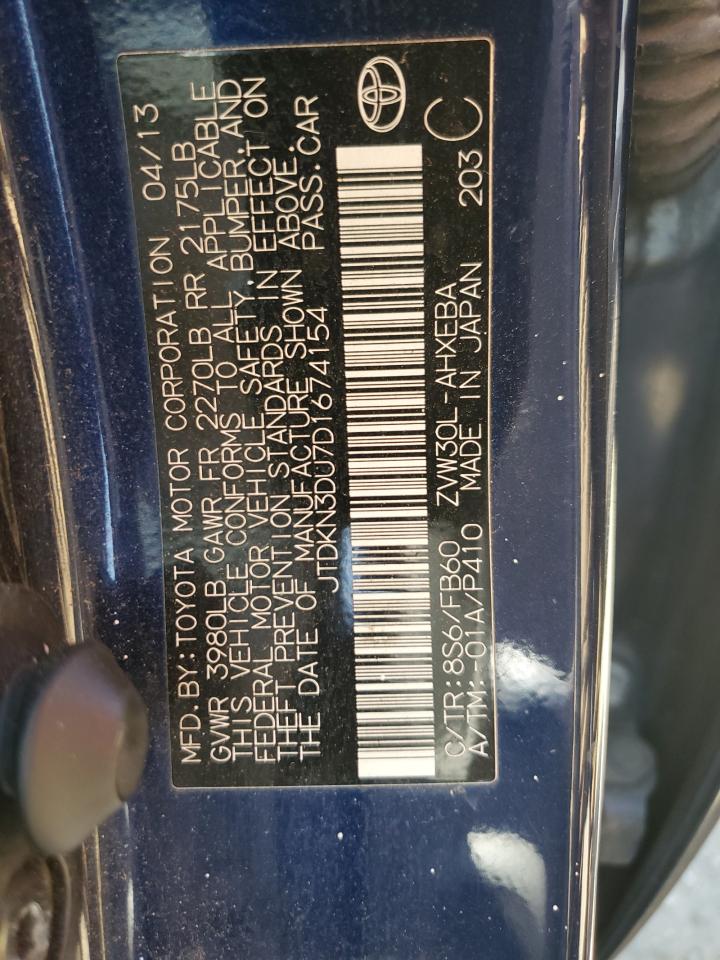 MFD. BY: TOYOTA MOTOR CORPORATION 04/13
GVWR 3980LB GAWR FR 2270LB RR 2175LB
THIS VEHICLE CONFORMS TO ALL APPLICABLE
FEDERAL MOTOR VEHICLE SAFETY, BUMPER, AND
THEFT PREVENTION STANDARDS IN EFFECT ON
THE DATE OF MANUFACTURE SHOWN ABOVE.
JTDKN3DU7D1674154 PASS. CAR
C/TR: 8S6/FB60 ZVW30L-AHXEBA
A/TM: -01A/P410 MADE IN JAPAN 203 C